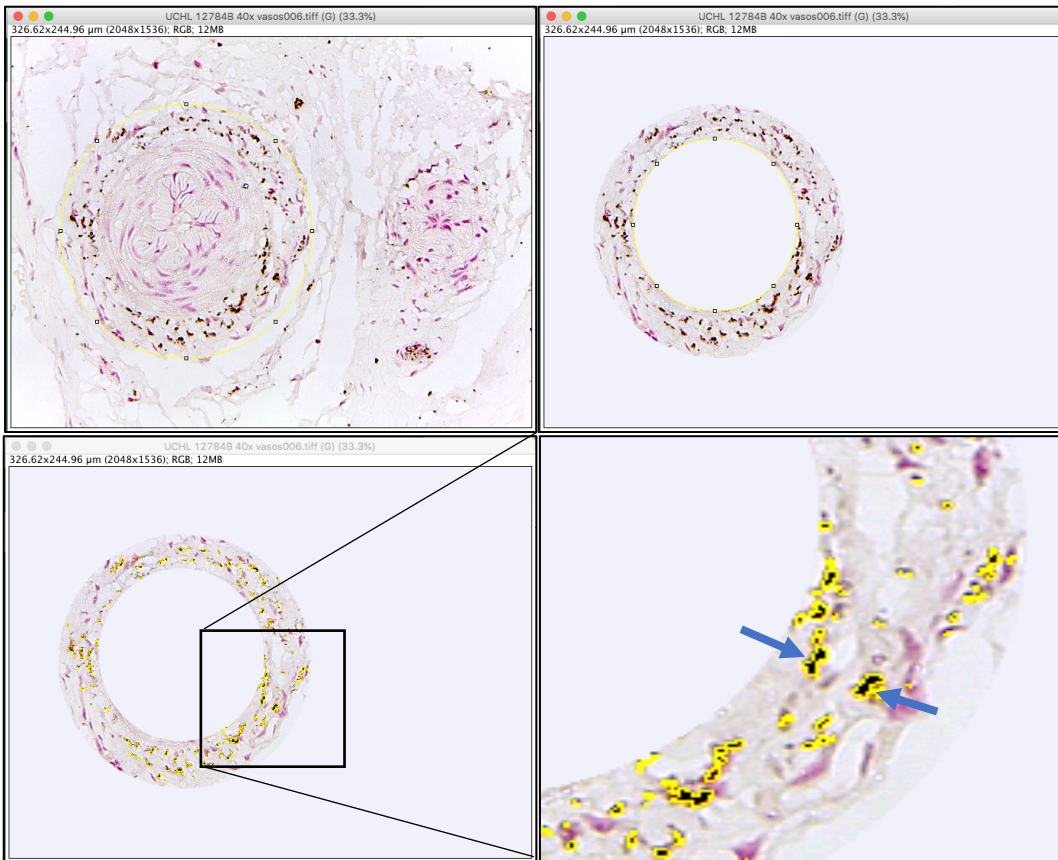 UCHL 12784B 40x vasos006.tiff (G) (33.3%)
326.62x244.96 µm (2048x1536); RGB; 12MB
UCHL 12784B 40x vasos006.tiff (G) (33.3%)
326.62x244.96 µm (2048x1536); RGB; 12MB
UCHL 12784B 40x vasos006.tiff (G) (33.3%)
326.62x244.96 µm (2048x1536); RGB; 12MB